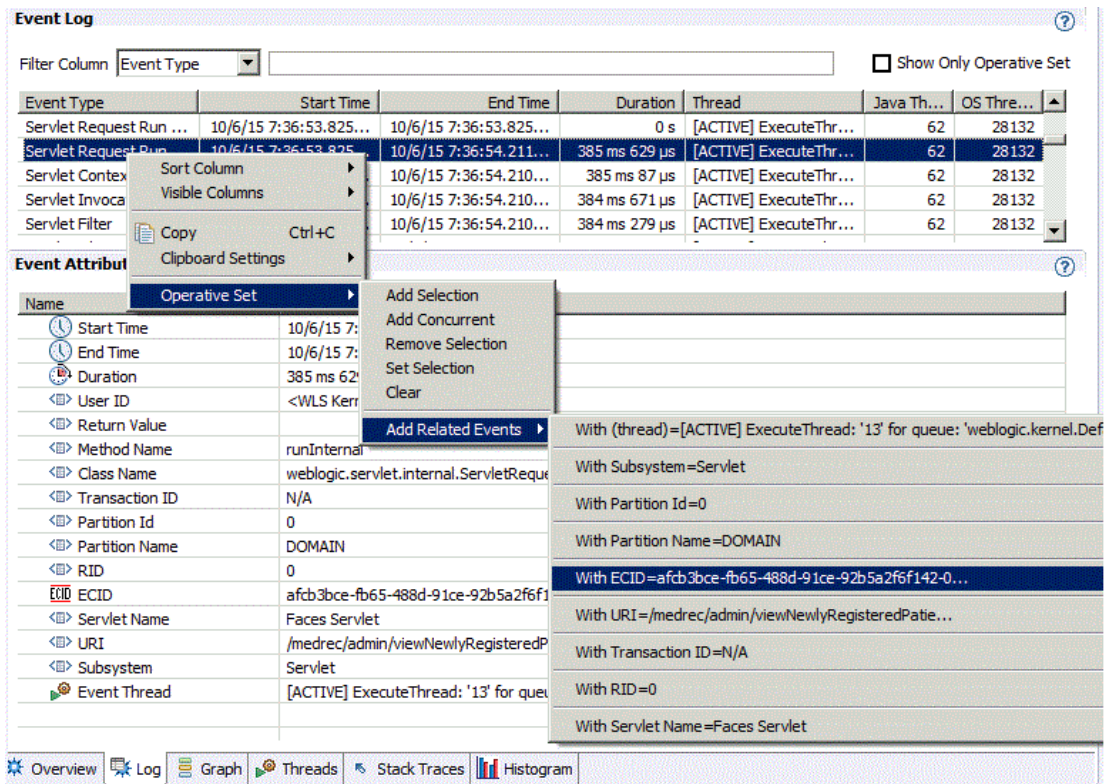 Event Log
Filter Column Event Type Show Only Operative Set
Event Type Start Time End Time Duration Thread Java Th... OS Thre...
Servlet Request Run ... 10/6/15 7:36:53.825... 10/6/15 7:36:53.825... 0 s [ACTIVE] ExecuteThr... 62 28132
Servlet Request Run 10/6/15 7:36:53.825... 10/6/15 7:36:54.211... 385 ms 629 µs [ACTIVE] ExecuteThr... 62 28132
Servlet Contex 10/6/15 7:36:54.210... 385 ms 87 µs [ACTIVE] ExecuteThr... 62 28132
Servlet Invoca 10/6/15 7:36:54.210... 384 ms 671 µs [ACTIVE] ExecuteThr... 62 28132
Servlet Filter 10/6/15 7:36:54.210... 384 ms 279 µs [ACTIVE] ExecuteThr... 62 28132
Sort Column
Visible Columns
Copy Ctrl+C
Clipboard Settings
Operative Set
Add Selection
Add Concurrent
Remove Selection
Set Selection
Clear
Add Related Events
With (thread)=[ACTIVE] ExecuteThread: '13' for queue: 'weblogic.kernel.Def
With Subsystem=Servlet
With Partition Id=0
With Partition Name=DOMAIN
With ECID=afcb3bce-fb65-488d-91ce-92b5a2f6f142-0...
With URI=/medrec/admin/viewNewlyRegisteredPatie...
With Transaction ID=N/A
With RID=0
With Servlet Name=Faces Servlet
Event Attribut
Name
Start Time 10/6/15 7:
End Time 10/6/15 7:
Duration 385 ms 62
User ID <WLS Ker
Return Value
Method Name runInternal
Class Name weblogic.servlet.internal.ServletReque
Transaction ID N/A
Partition Id 0
Partition Name DOMAIN
RID 0
ECID ECID afcb3bce-fb65-488d-91ce-92b5a2f6f1
Servlet Name Faces Servlet
URI /medrec/admin/viewNewlyRegisteredP
Subsystem Servlet
Event Thread [ACTIVE] ExecuteThread: '13' for queu
Overview Log Graph Threads Stack Traces Histogram